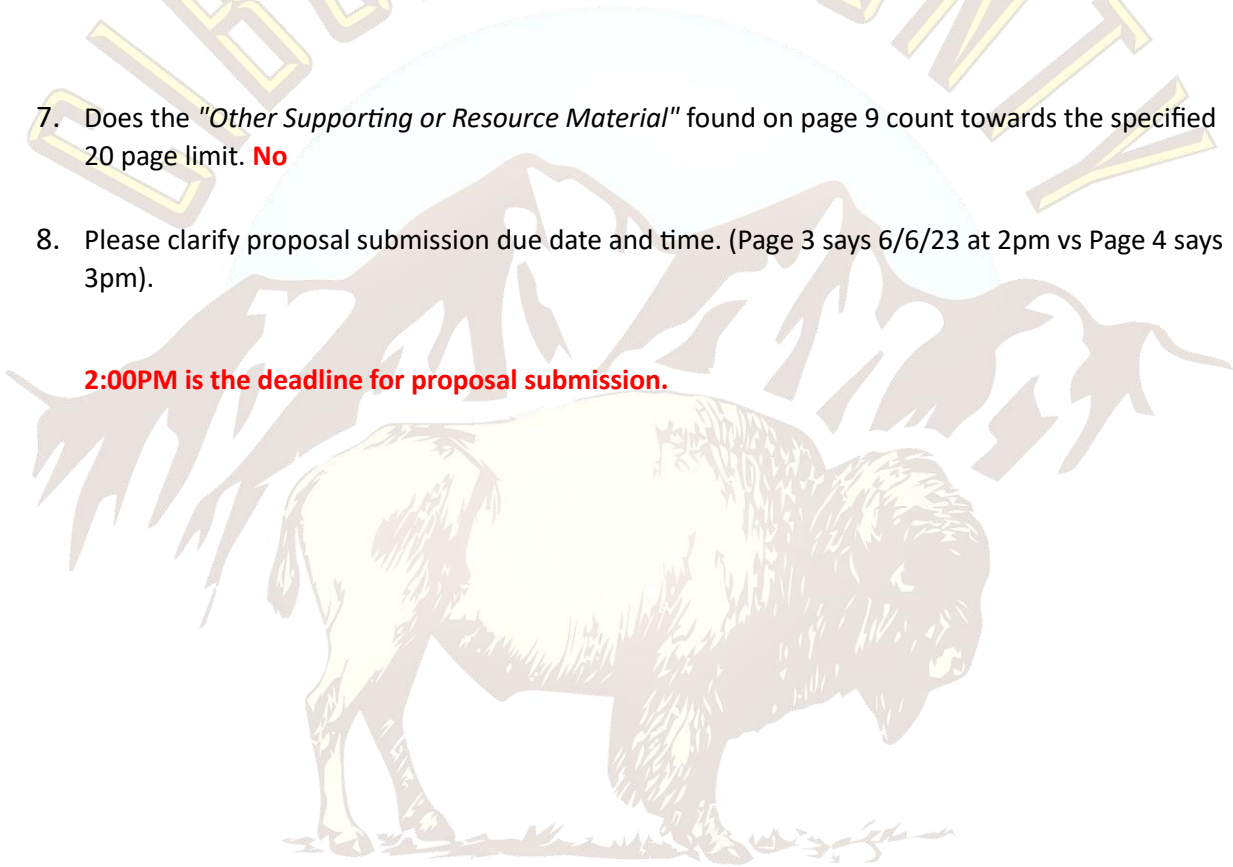 7. Does the "Other Supporting or Resource Material" found on page 9 count towards the specified
20 page limit. No
8. Please clarify proposal submission due date and time. (Page 3 says 6/6/23 at 2pm vs Page 4 says
3pm).
2:00PM is the deadline for proposal submission.